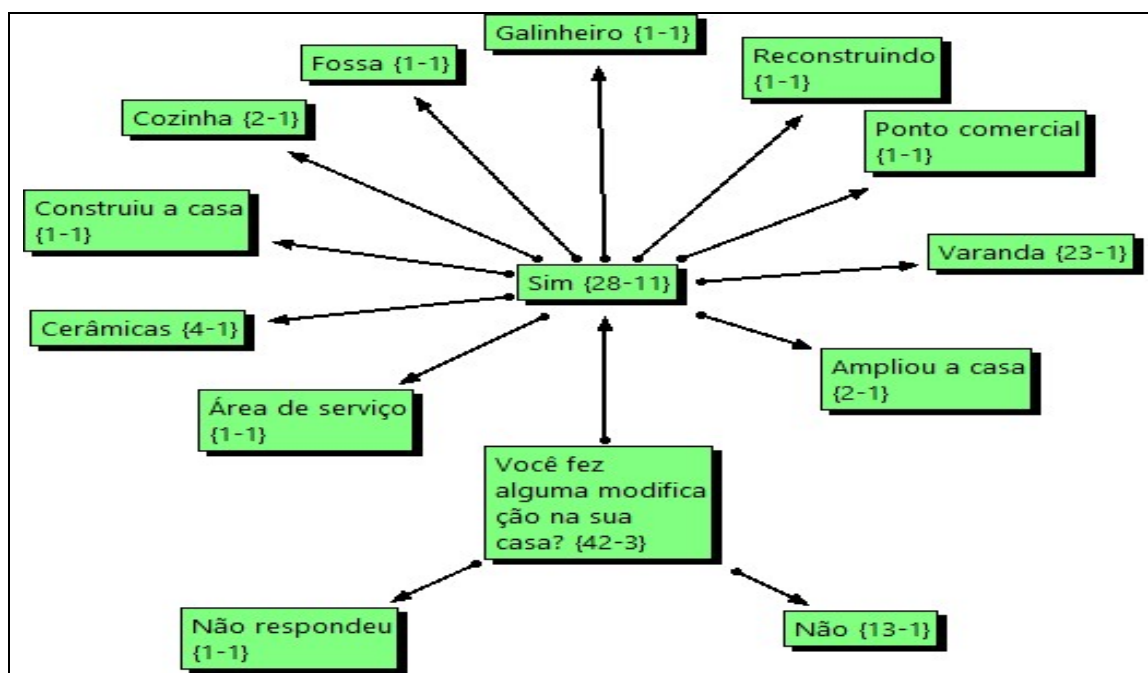 Galinheiro {1-1}
Fossa {1-1}
Reconstruindo
{1-1}
Cozinha {2-1}
Ponto comercial
{1-1}
Construiu a casa
{1-1}
Varanda {23-1}
Sim {28-11}
Cerâmicas {4-1}
Ampliou a casa
{2-1}
Área de serviço
{1-1}
Você fez
alguma modifica
ção na sua
casa? {42-3}
Não respondeu
{1-1}
Não {13-1}